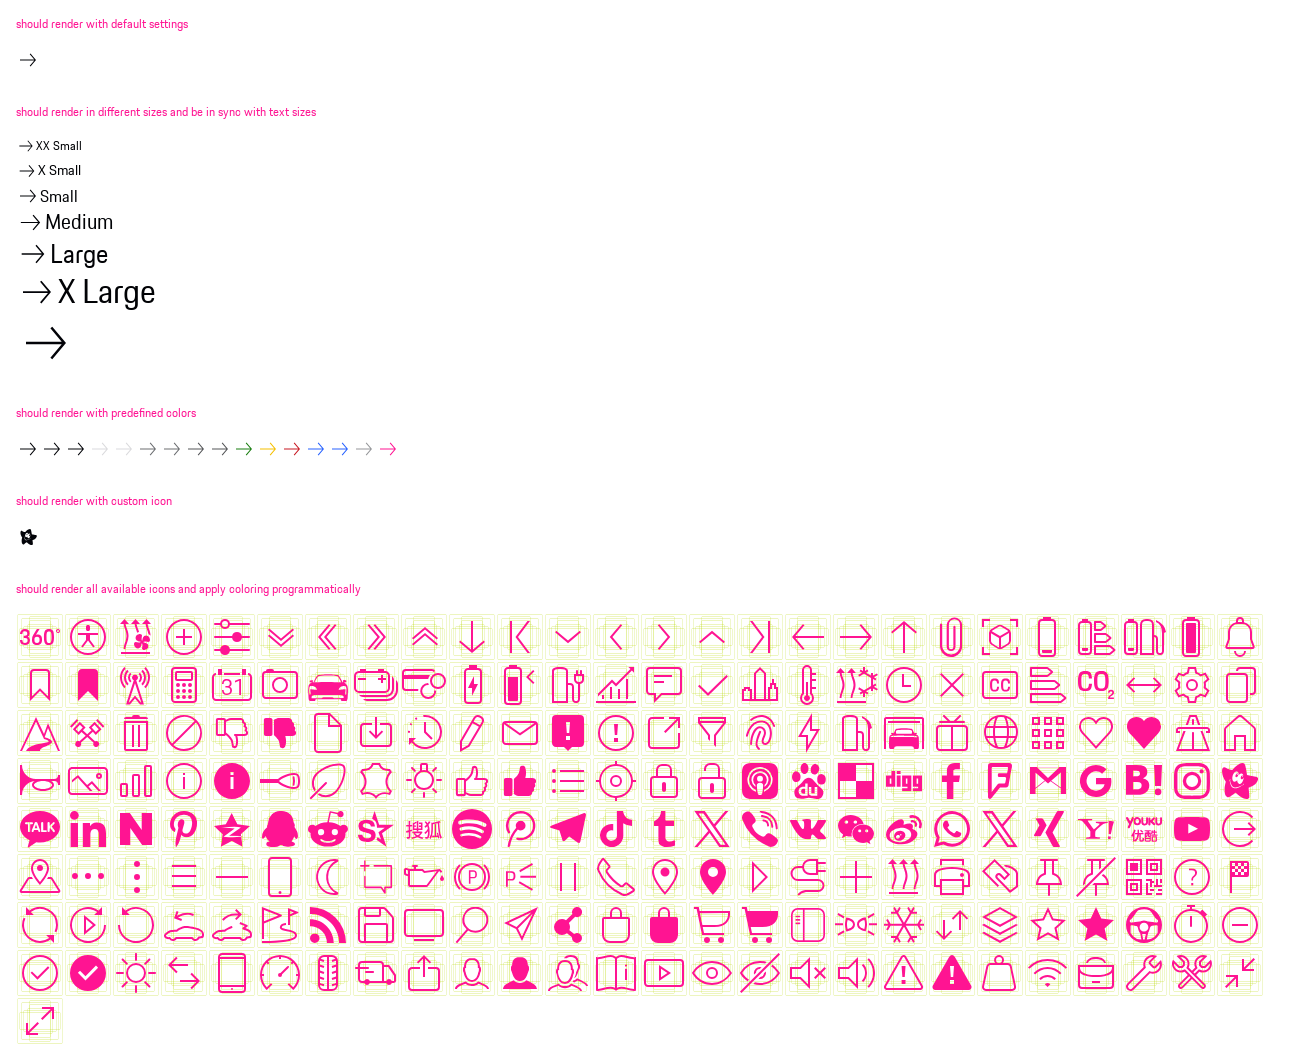 should render with default settings
should render in different sizes and be in sync with text sizes
XX Small
X Small
Small
Medium
Large
X Large
should render with predefined colors
should render with custom icon
should render all available icons and apply coloring programmatically
360°
31
CC
CO2
du
digg
B!
TALK
in
搜狐
YOUKU
优酷
P
P